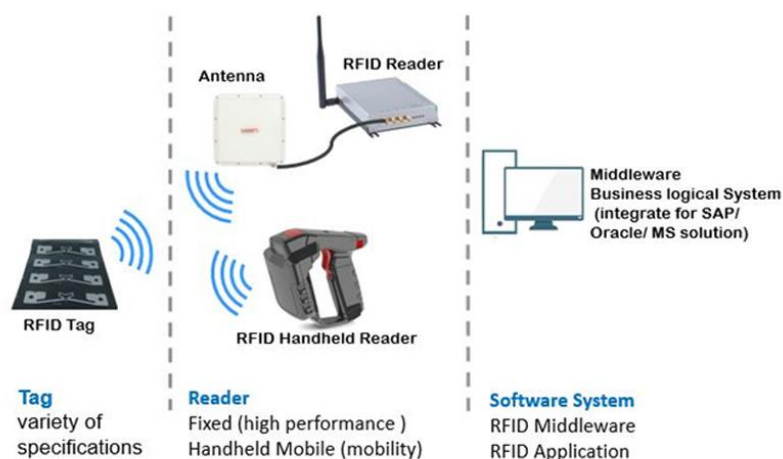 RFID Reader
Antenna
Middleware
Business logical System
(integrate for SAP/
Oracle/ MS solution)
RFID Tag
RFID Handheld Reader
Tag
variety of
specifications
Reader
Fixed (high performance )
Handheld Mobile (mobility)
Software System
RFID Middleware
RFID Application